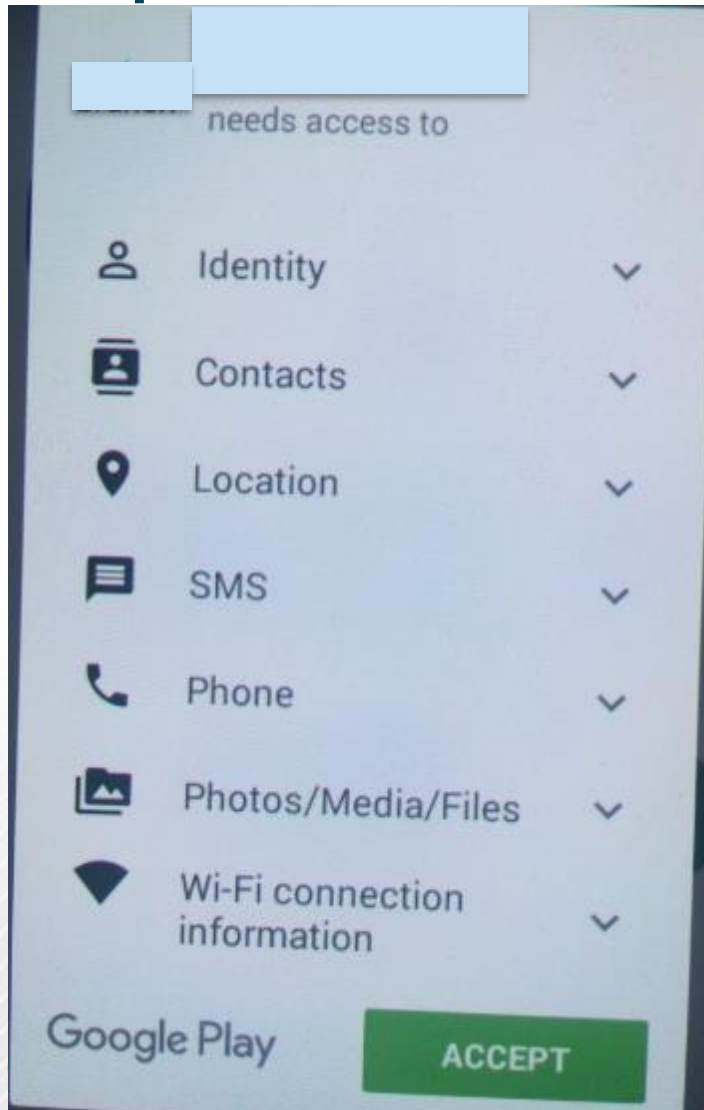 needs access to
Identity
Contacts
Location
SMS
Phone
Photos/Media/Files
Wi-Fi connection
information
Google Play
ACCEPT